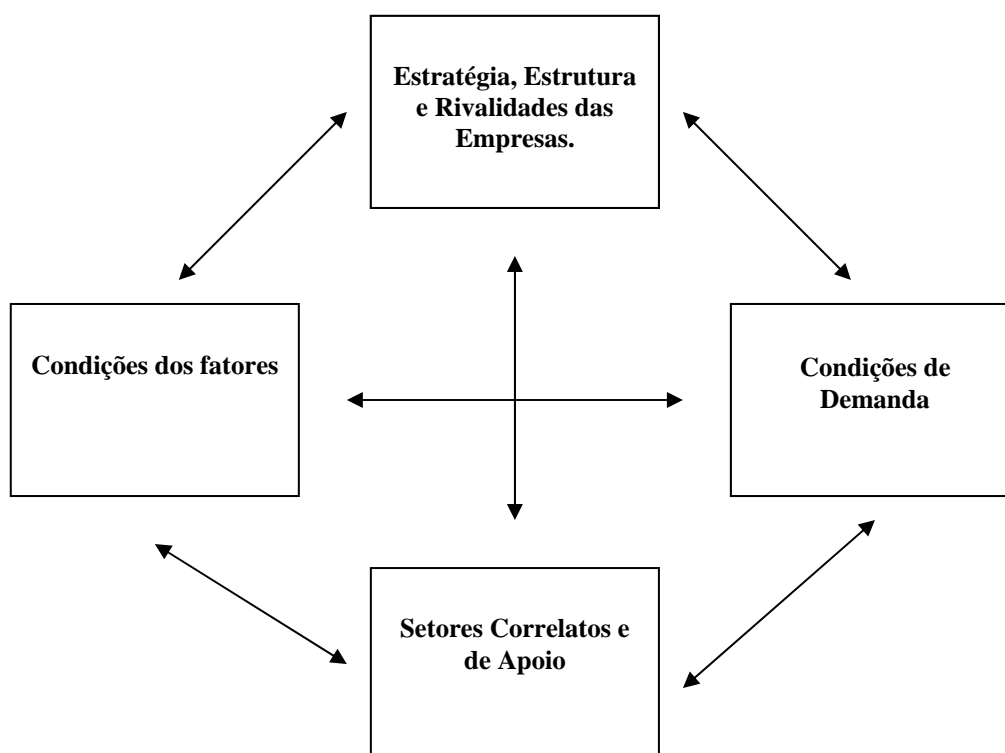 Estratégia, Estrutura
e Rivalidades das
Empresas.
Condições dos fatores
Condições de
Demanda
Setores Correlatos e
de Apoio